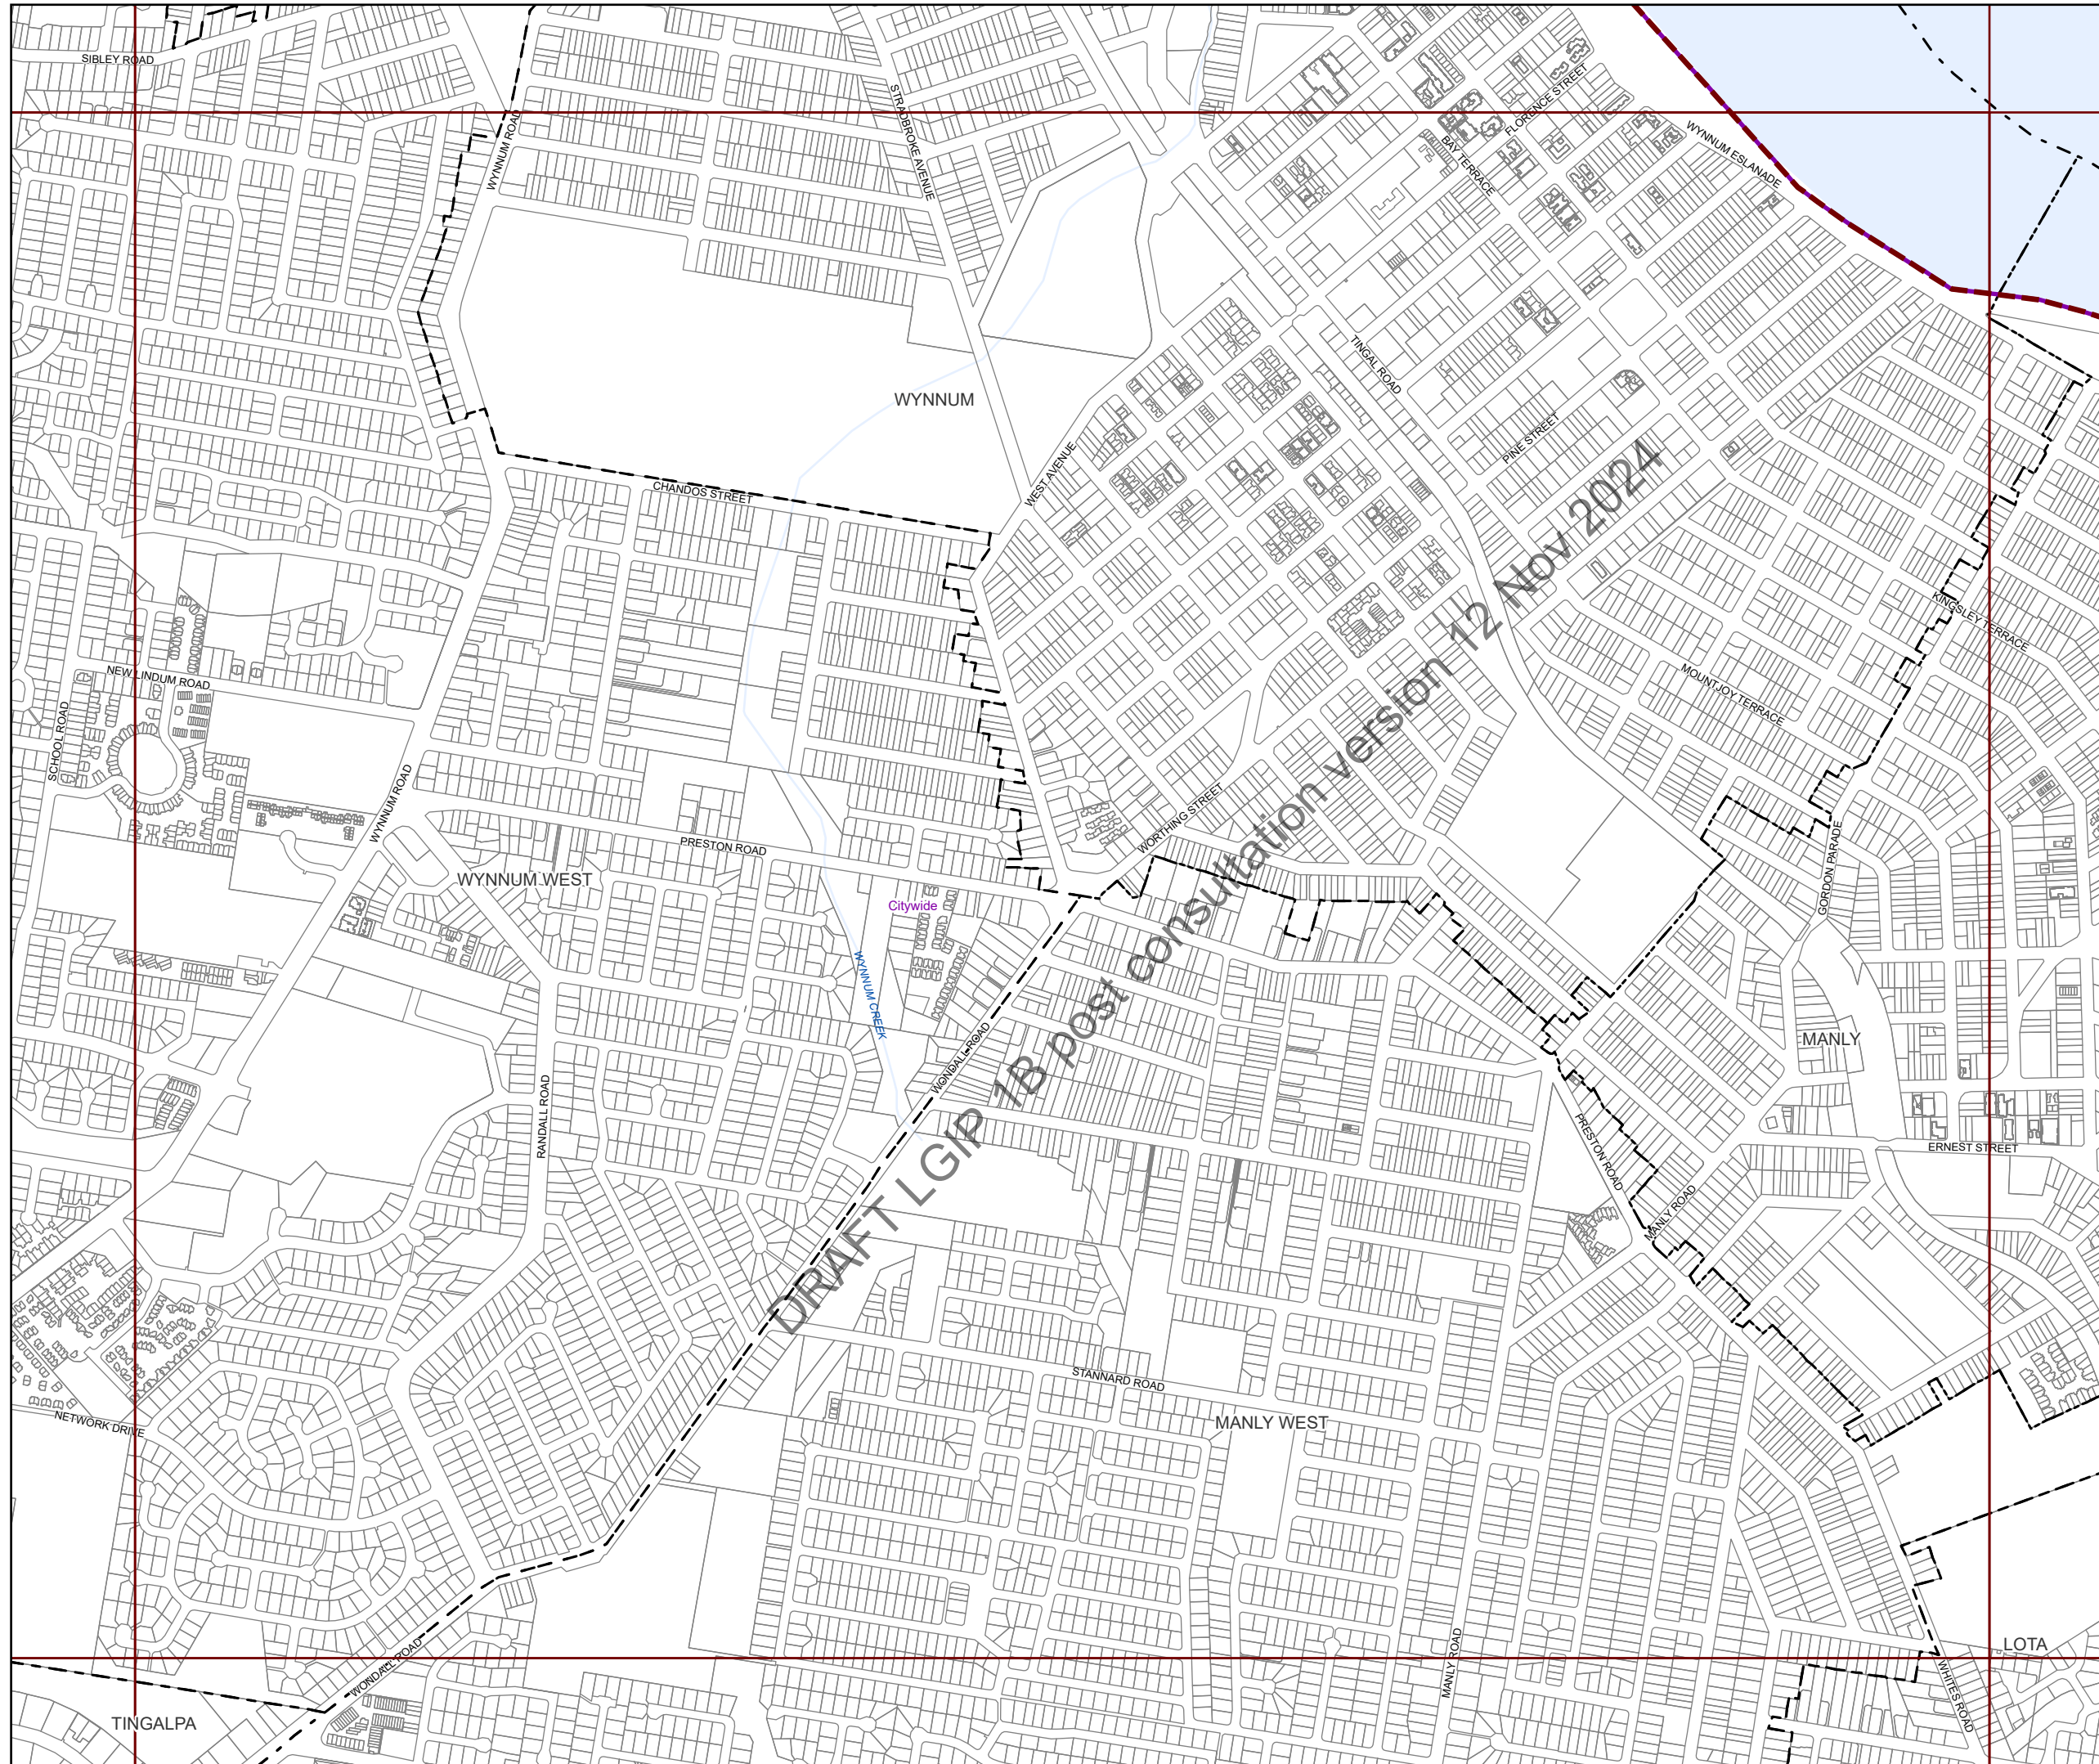 SIBLEY ROAD
STRADBROKE AVENUE
FLORENCE STREET
WYNNUM ROAD
BAY TERRACE
WYNNUM ESLANADE
TINGAL ROAD
WYNNUM
PINE STREET
WEST AVENUE
CHANDOS STREET
KINGSLEY TERRACE
NEW LINDUM ROAD
MOUNTJOY TERRACE
SCHOOL ROAD
WYNNUM ROAD
WORTHING STREET
PRESTON ROAD
GORDON PARADE
WYNNUM WEST
Citywide
WYNNUM CREEK
MANLY
WONDALL ROAD
RANDALL ROAD
PRESTON ROAD
ERNEST STREET
MANLY ROAD
DRAFT LGIP 1B post consultation version 12 Nov 2024
STANNARD ROAD
NETWORK DRIVE
MANLY WEST
LOTA
WONDALL ROAD
MANLY ROAD
WHITES ROAD
TINGALPA